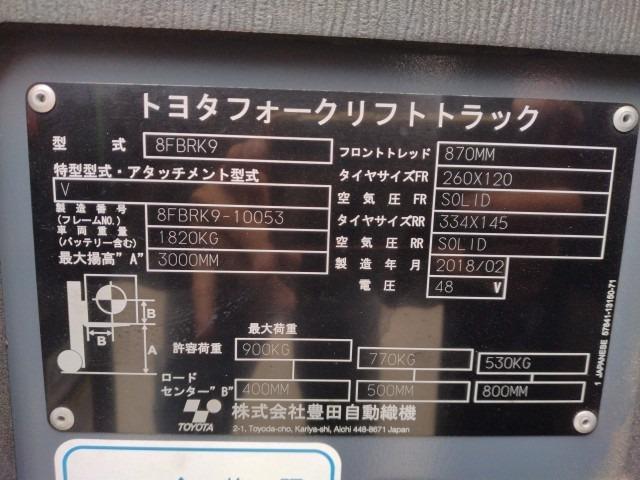 トヨタフォークリフトトラック
型式 8FBRK9
特型型式・アタッチメント型式
V
製造番号 (フレームNO.) 8FBRK9-10053
車両重量 (バッテリー含む) 1820KG
最大揚高"A" 3000MM
フロントトレッド 870MM
タイヤサイズFR 260X120
空気圧FR SOLID
タイヤサイズRR 334X145
空気圧RR SOLID
製造年月 2018/02
電圧 48 V
B
B
A
最大荷重
許容荷重 900KG 770KG 530KG
ロードセンター"B" 400MM 500MM 800MM
TOYOTA
株式会社豊田自動織機
2-1, Toyoda-cho, Kariya-shi, Aichi 448-8671 Japan
1 JAPANESE 57841-13160-71